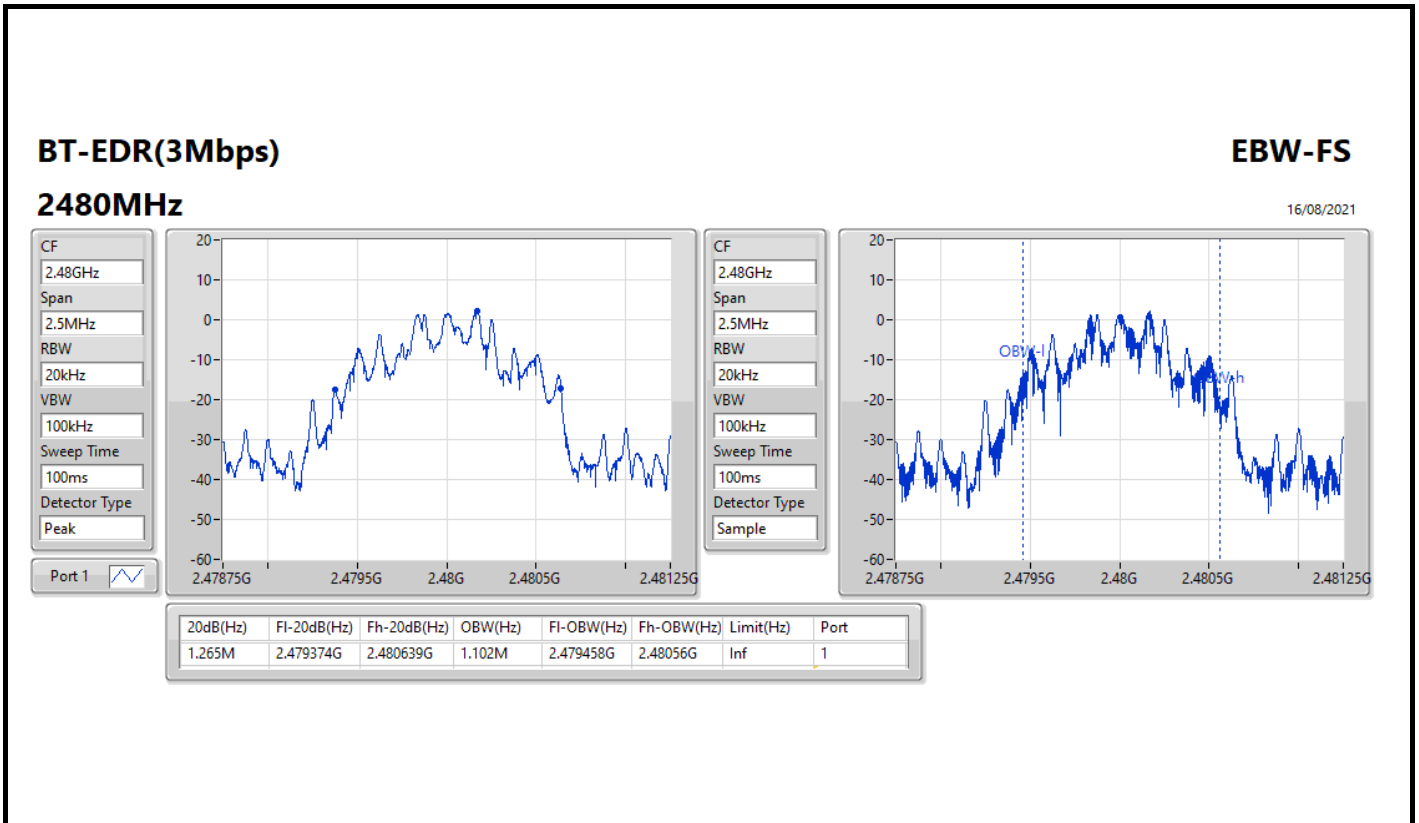 BT-EDR(3Mbps)
EBW-FS
2480MHz
16/08/2021
CF
2.48GHz
Span
2.5MHz
RBW
20kHz
VBW
100kHz
Sweep Time
100ms
Detector Type
Peak
Port 1
20
10
0
-10
-20
-30
-40
-50
-60
2.47875G 2.4795G 2.48G 2.4805G 2.48125G
CF
2.48GHz
Span
2.5MHz
RBW
20kHz
VBW
100kHz
Sweep Time
100ms
Detector Type
Sample
20
10
0
-10
-20
-30
-40
-50
-60
OBW-l
2.47875G 2.4795G 2.48G 2.4805G 2.48125G
20dB(Hz) Fl-20dB(Hz) Fh-20dB(Hz) OBW(Hz) Fl-OBW(Hz) Fh-OBW(Hz) Limit(Hz) Port
1.265M 2.479374G 2.480639G 1.102M 2.479458G 2.48056G Inf 1